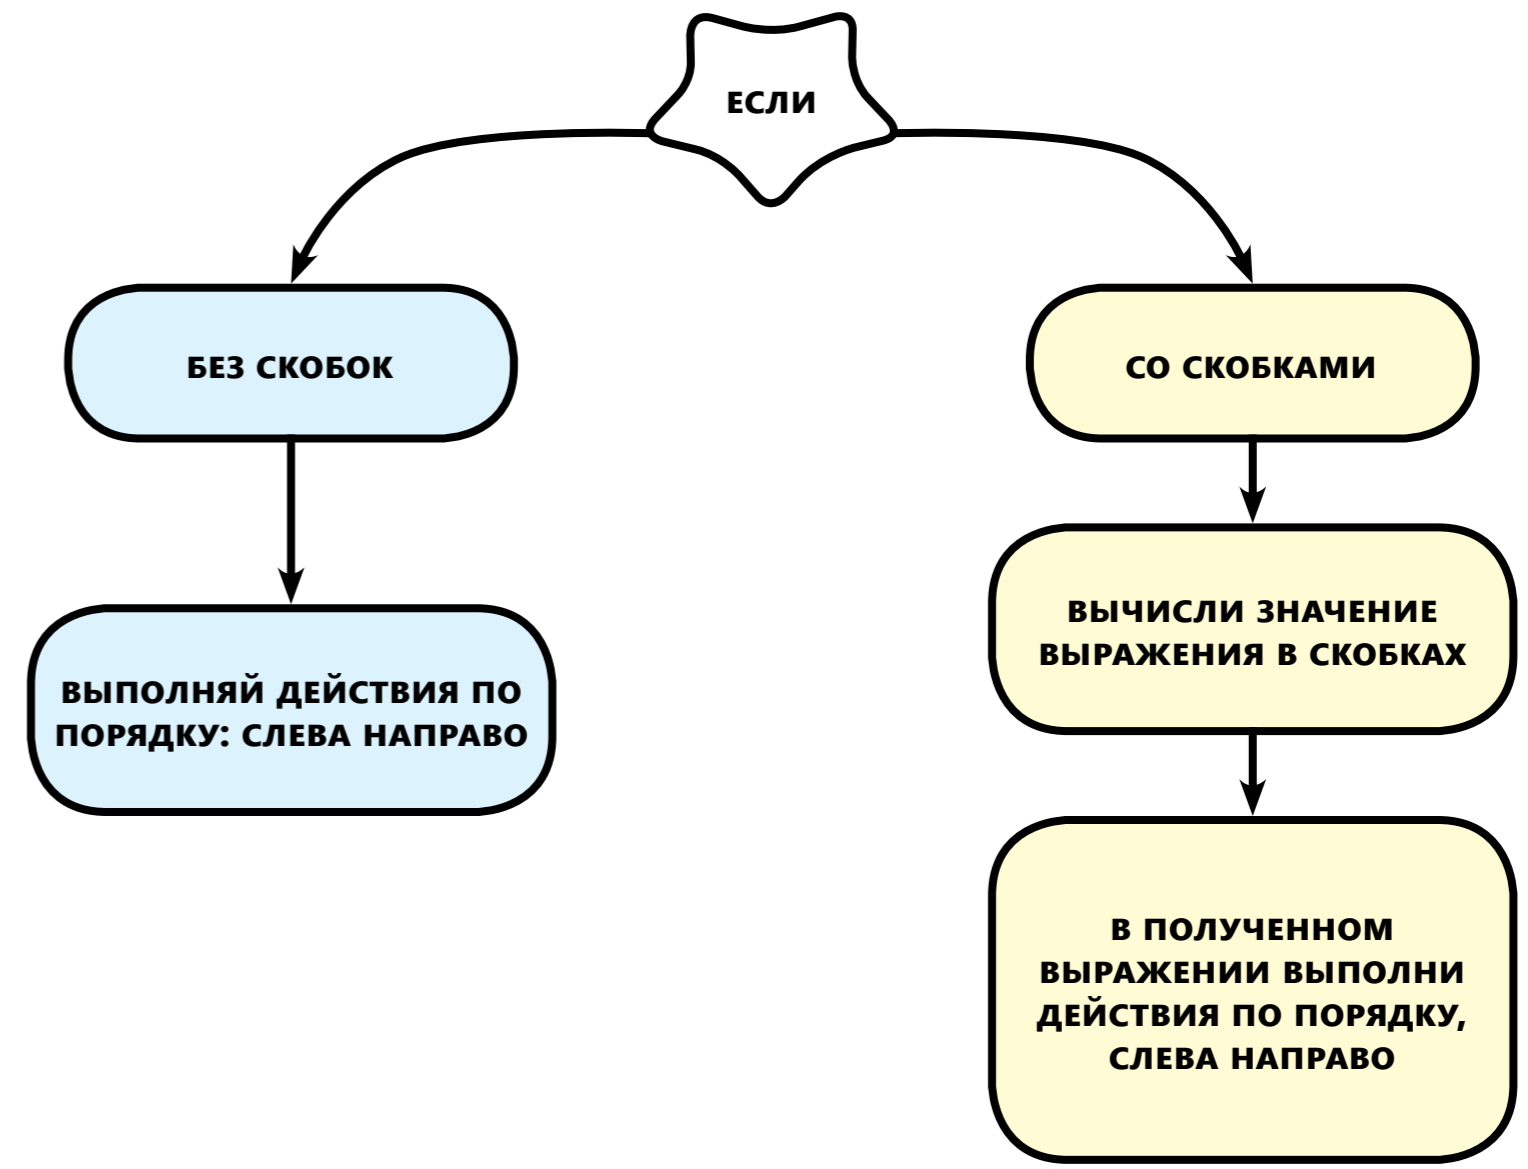 ЕСЛИ
БЕЗ СКОБОК
ВЫПОЛНЯЙ ДЕЙСТВИЯ ПО
ПОРЯДКУ: СЛЕВА НАПРАВО
СО СКОБКАМИ
ВЫЧИСЛИ ЗНАЧЕНИЕ
ВЫРАЖЕНИЯ В СКОБКАХ
В ПОЛУЧЕННОМ
ВЫРАЖЕНИИ ВЫПОЛНИ
ДЕЙСТВИЯ ПО ПОРЯДКУ,
СЛЕВА НАПРАВО